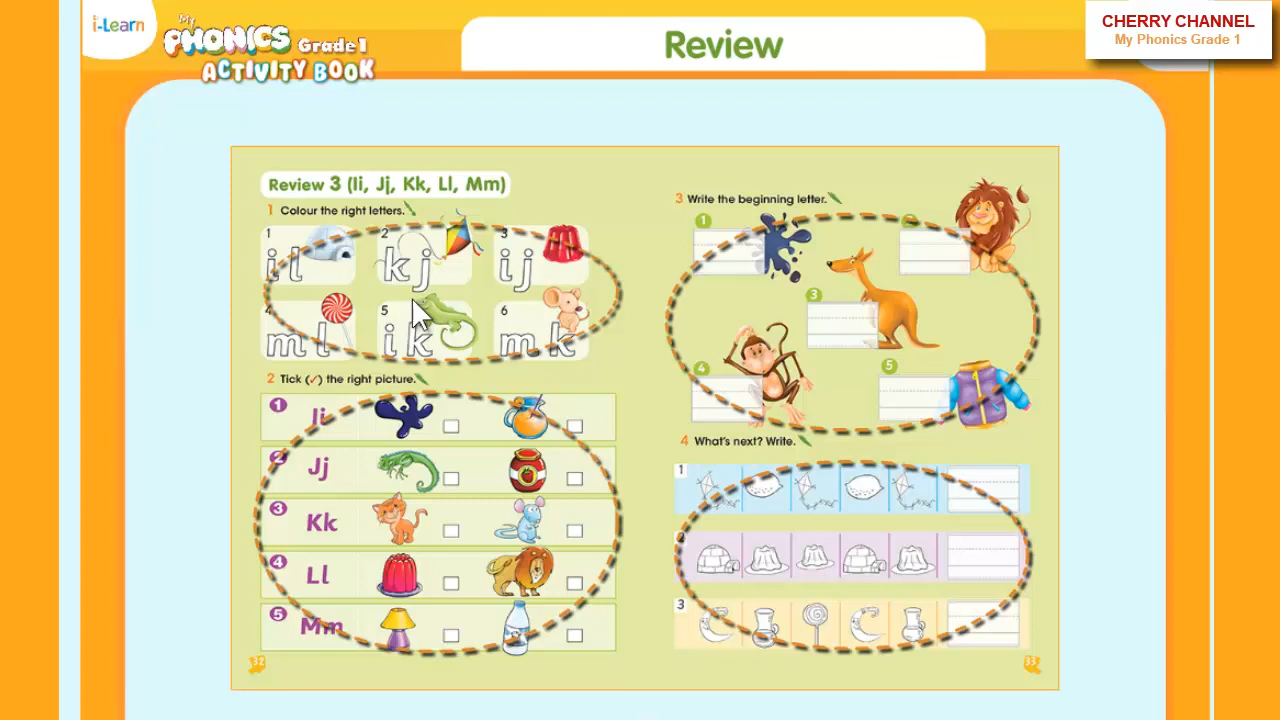 i-Learn
My
PHONICS Grade 1
ACTIVITY BOOK
Review
CHERRY CHANNEL
My Phonics Grade 1
Review 3 (Ii, Jj, Kk, Ll, Mm)
1 Colour the right letters.
1 i l
2 k j
3 i j
4 m l
5 i k
6 m k
2 Tick (✓) the right picture.
1 Ii
2 Jj
3 Kk
4 Ll
5 Mm
32
3 Write the beginning letter.
1
2
3
4
5
4 What's next? Write.
1
2
3
33